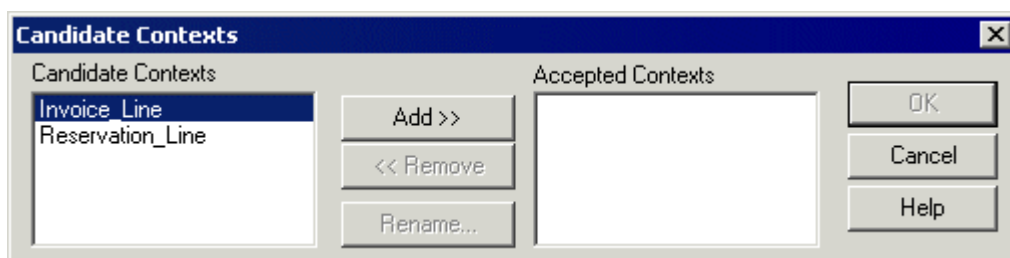 Candidate Contexts
Candidate Contexts
Invoice_Line
Reservation_Line
Add >>
<< Remove
Rename...
Accepted Contexts
OK
Cancel
Help